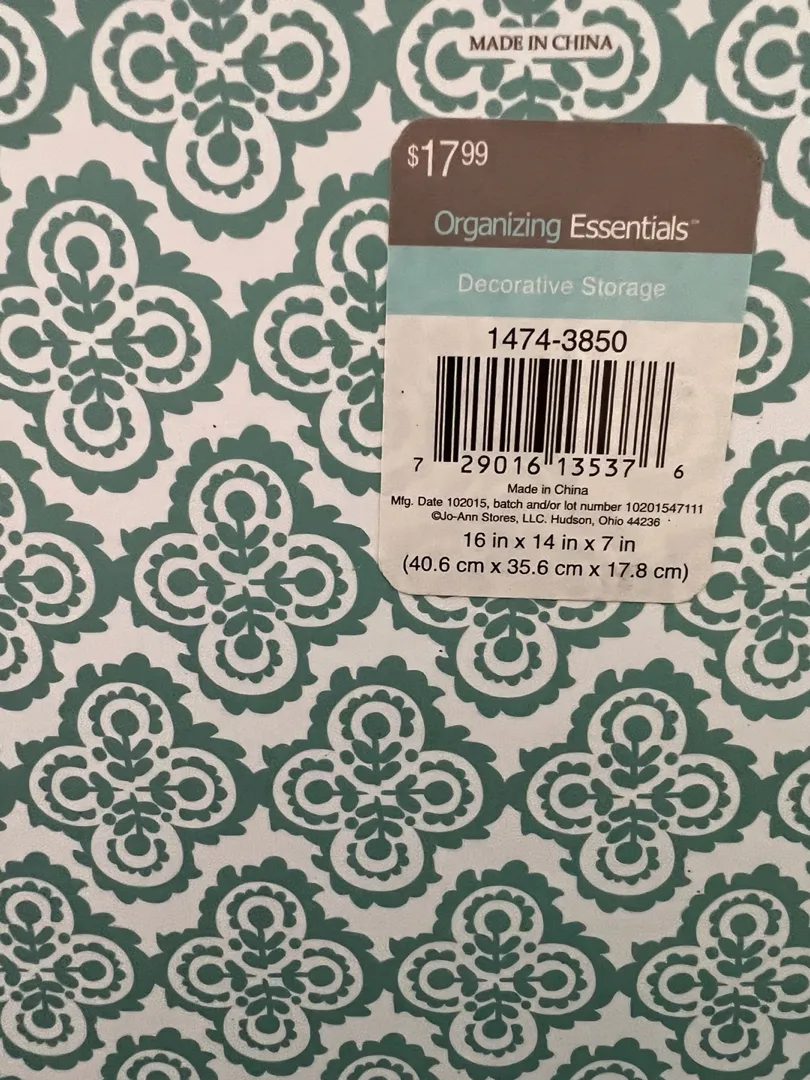 MADE IN CHINA
$17.99
Organizing Essentials℠
Decorative Storage
1474-3850
7 29016 13537 6
Made in China
Mfg. Date 102015, batch and/or lot number 10201547111
©Jo-Ann Stores, LLC. Hudson, Ohio 44236
16 in x 14 in x 7 in
(40.6 cm x 35.6 cm x 17.8 cm)